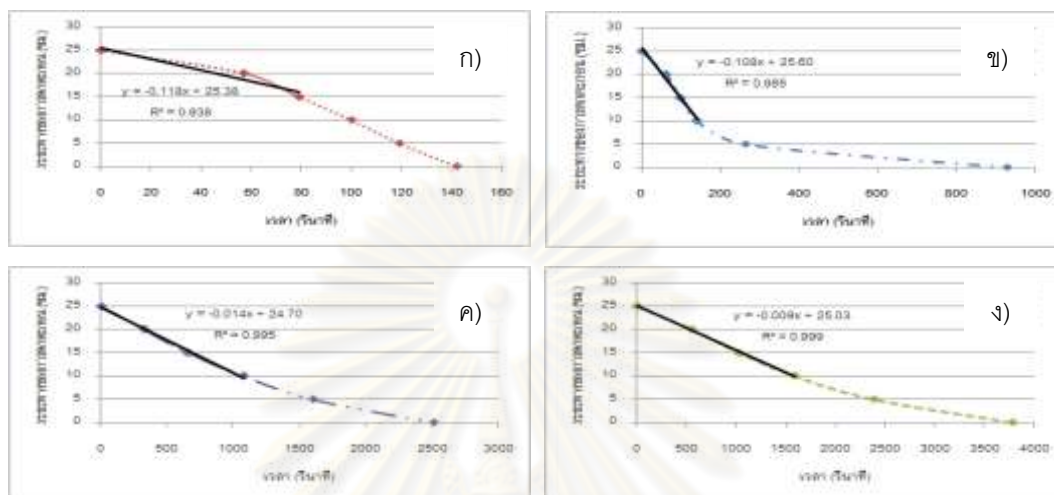 30
25
20
15
10
5
0
ก)
y = -0.118x + 25.38
R² = 0.938
0 20 40 60 80 100 120 140 160
เวลา (วินาที)
30
25
20
15
10
5
0
ข)
y = -0.108x + 25.60
R² = 0.985
0 200 400 600 800 1000
เวลา (วินาที)
30
25
20
15
10
5
0
ค)
y = -0.014x + 24.70
R² = 0.995
0 500 1000 1500 2000 2500 3000
เวลา (วินาที)
30
25
20
15
10
5
0
ง)
y = -0.009x + 25.03
R² = 0.999
0 500 1000 1500 2000 2500 3000 3500 4000
เวลา (วินาที)